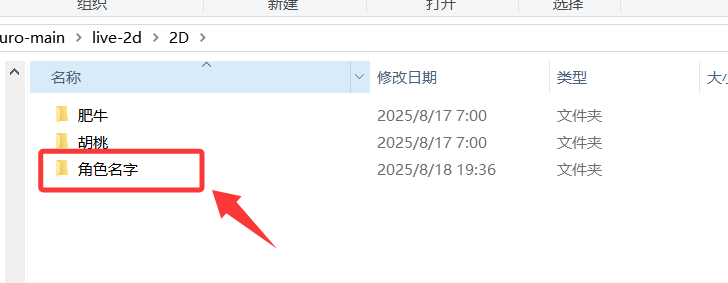 组织 新建 打开 选择
uro-main > live-2d > 2D >
名称 修改日期 类型 大小
肥牛 2025/8/17 7:00 文件夹
胡桃 2025/8/17 7:00 文件夹
角色名字 2025/8/18 19:36 文件夹